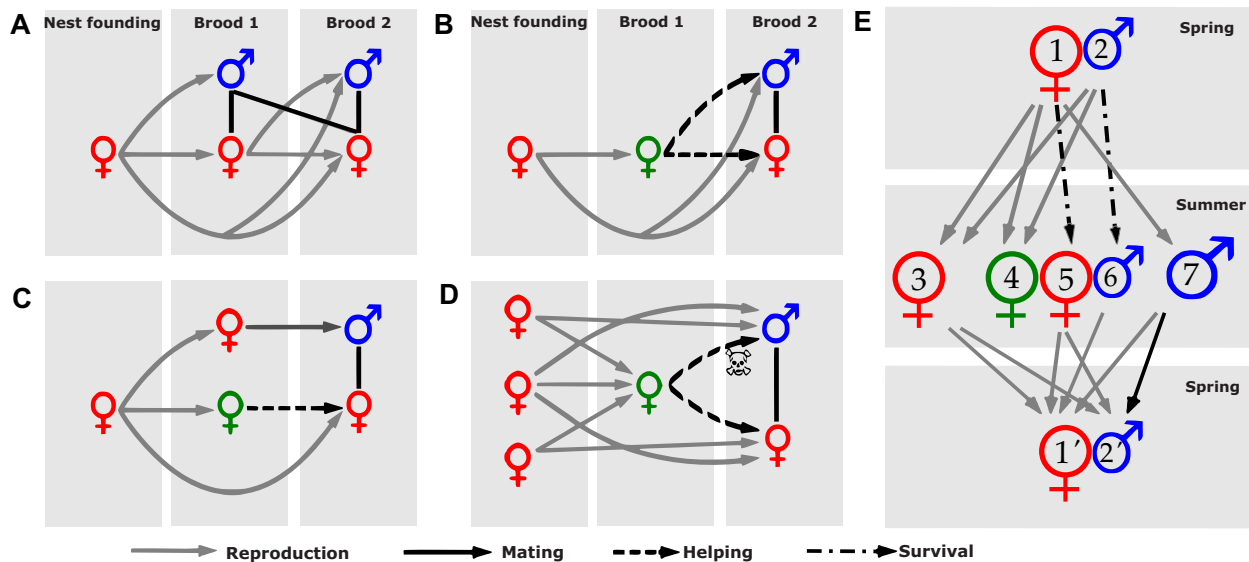 A
Nest founding
Brood 1
Brood 2
B
Nest founding
Brood 1
Brood 2
E
Spring
1
2
Summer
3
4
5
6
7
Spring
1′
2′
C
D
Reproduction
Mating
Helping
Survival